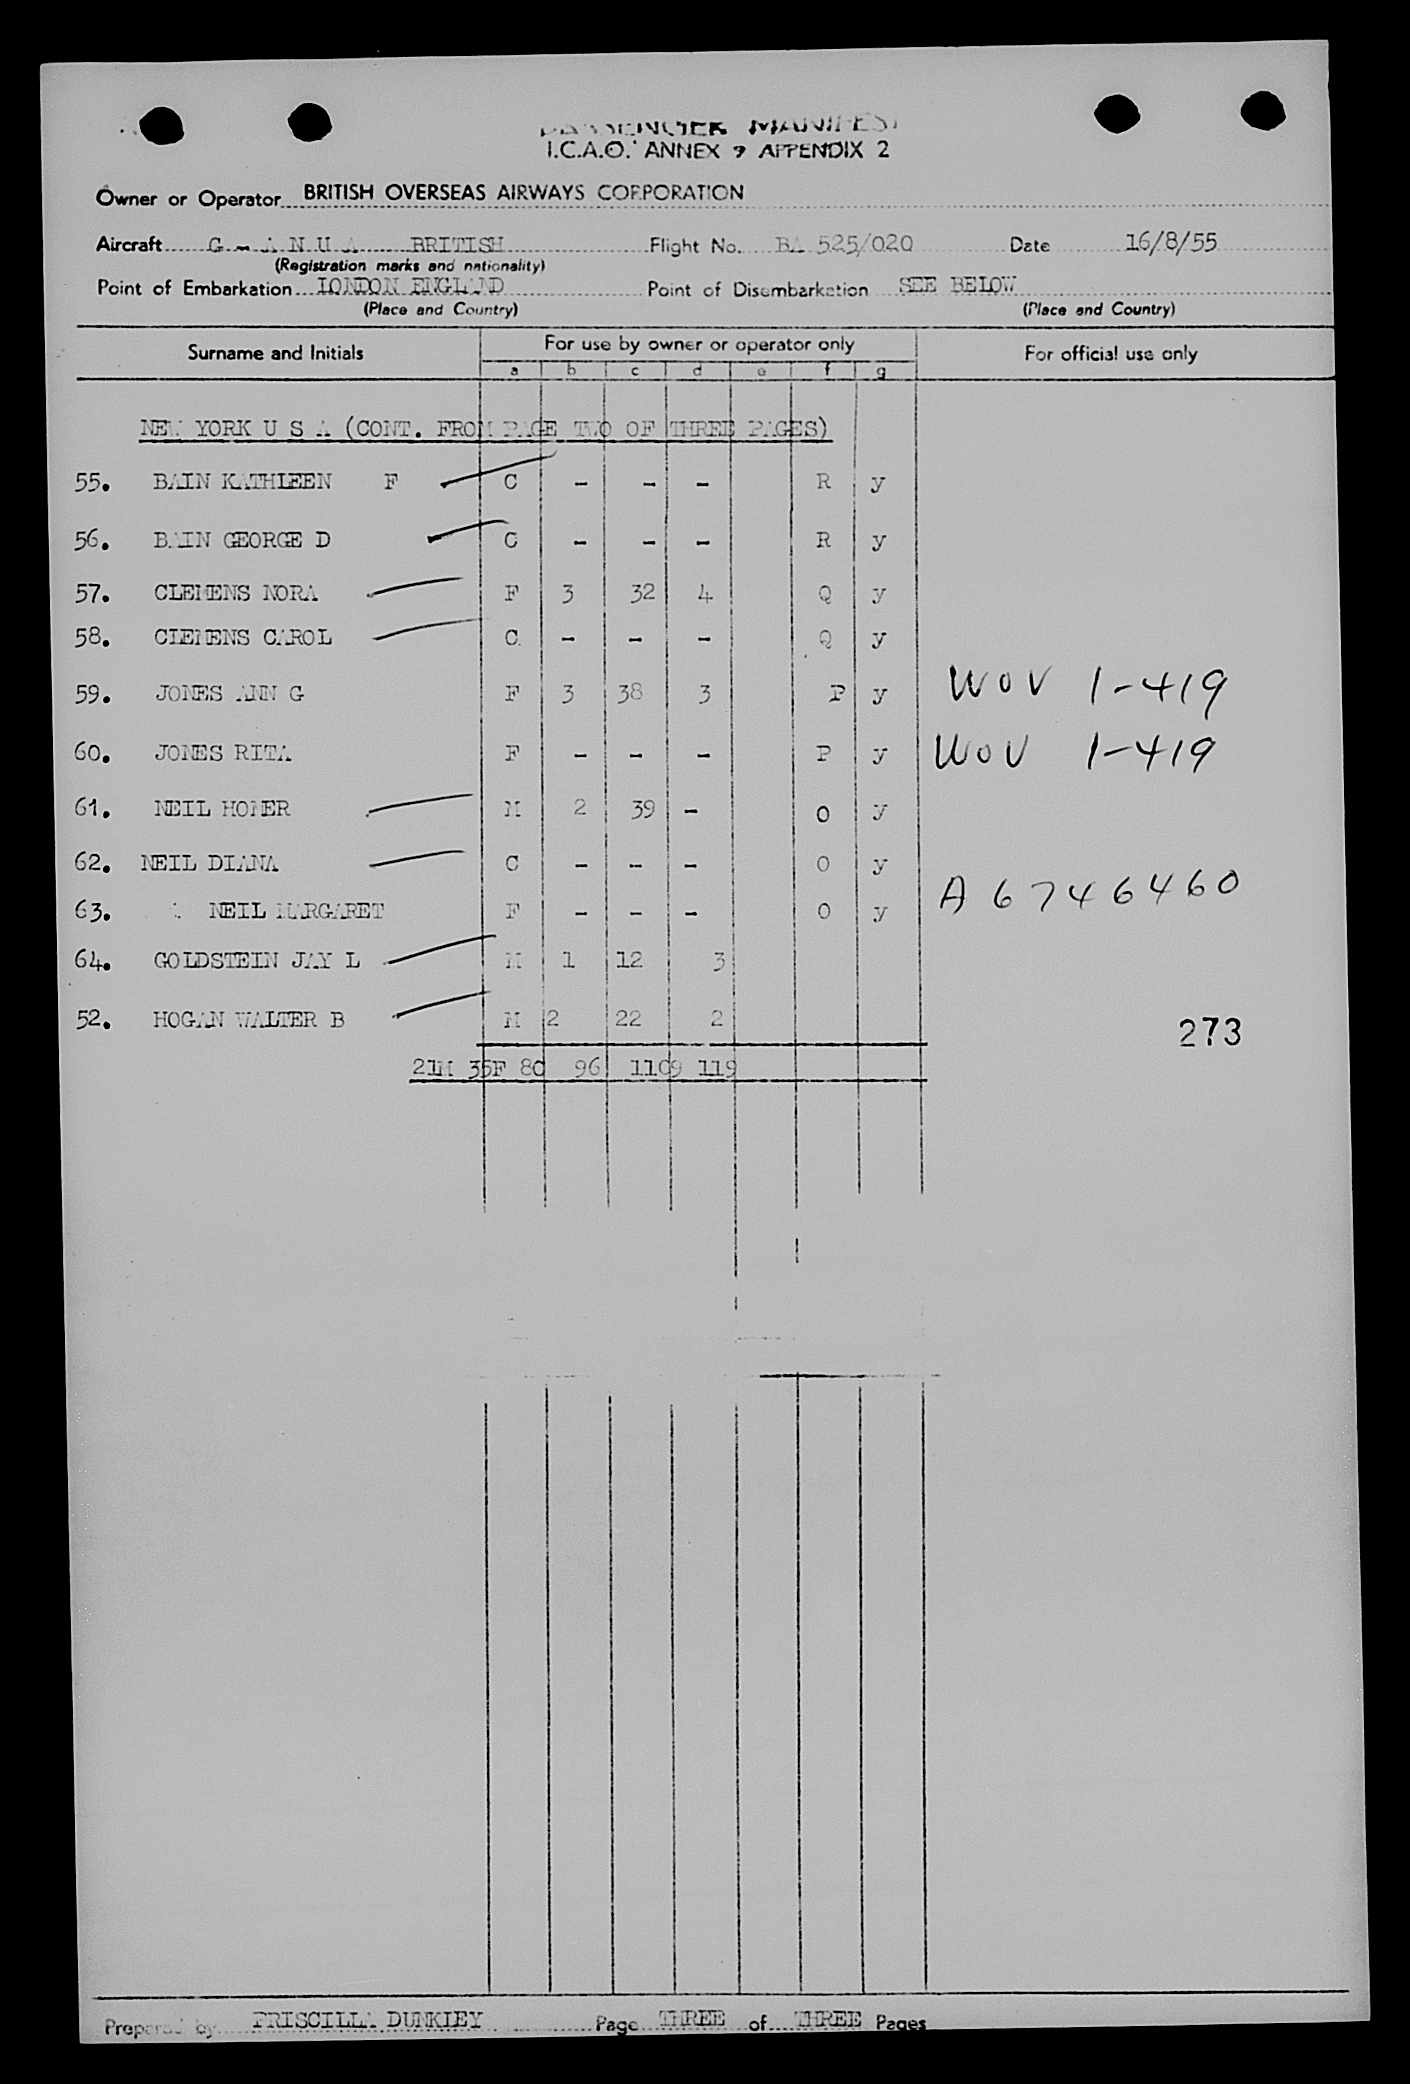 PASSENGER MANIFEST
I.C.A.O. ANNEX 9 APPENDIX 2
Owner or Operator BRITISH OVERSEAS AIRWAYS CORPORATION
Aircraft G - A N U A BRITISH Flight No. BA 525/020 Date 16/8/55
(Registration marks and nationality)
Point of Embarkation LONDON ENGLAND Point of Disembarkation SEE BELOW
(Place and Country) (Place and Country)
Surname and Initials For use by owner or operator only For official use only
a b c d e f g
NEW YORK U S A (CONT. FROM PAGE TWO OF THREE PAGES)
55. BAIN KATHLEEN F C - - - R y
56. BAIN GEORGE D C - - - R y
57. CLEMENS NORA F 3 32 4 Q y
58. CLEMENS CAROL C - - - Q y
59. JONES ANN G F 3 38 3 P y WOV 1-419
60. JONES RITA F - - - P y WOV 1-419
61. NEIL HOMER M 2 39 - O y
62. NEIL DIANA C - - - O y
63. NEIL MARGARET F - - - O y A6746460
64. GOLDSTEIN JAY L M 1 12 3
52. HOGAN WALTER B M 2 22 2 273
21M 35F 8C 96 1109 119
Prepared by PRISCILLA DUNKLEY Page THREE of THREE Pages